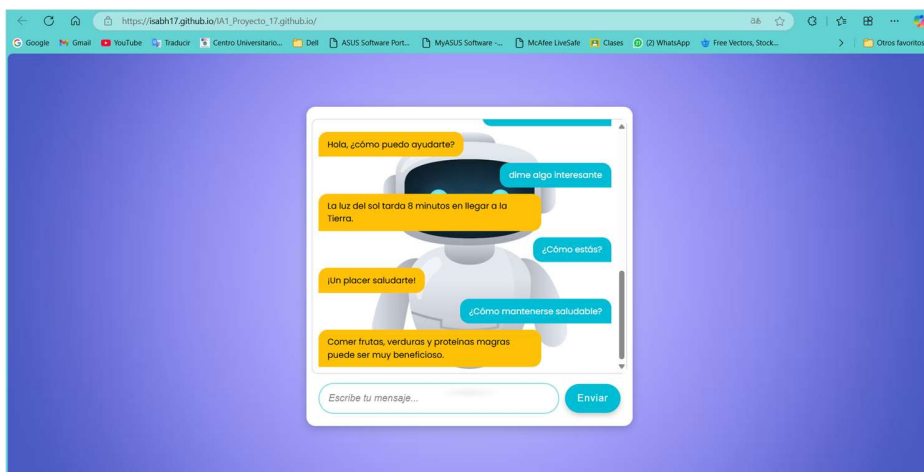 https://isabh17.github.io/IA1_Proyecto_17.github.io/
Google Gmail YouTube Traducir Centro Universitario... Dell ASUS Software Port... MyASUS Software -... McAfee LiveSafe Clases (2) WhatsApp Free Vectors, Stock... Otros favoritos
Hola, ¿cómo puedo ayudarte?
dime algo interesante
La luz del sol tarda 8 minutos en llegar a la
Tierra.
¿Cómo estás?
¡Un placer saludarte!
¿Cómo mantenerse saludable?
Comer frutas, verduras y proteínas magras
puede ser muy beneficioso.
Escribe tu mensaje...
Enviar